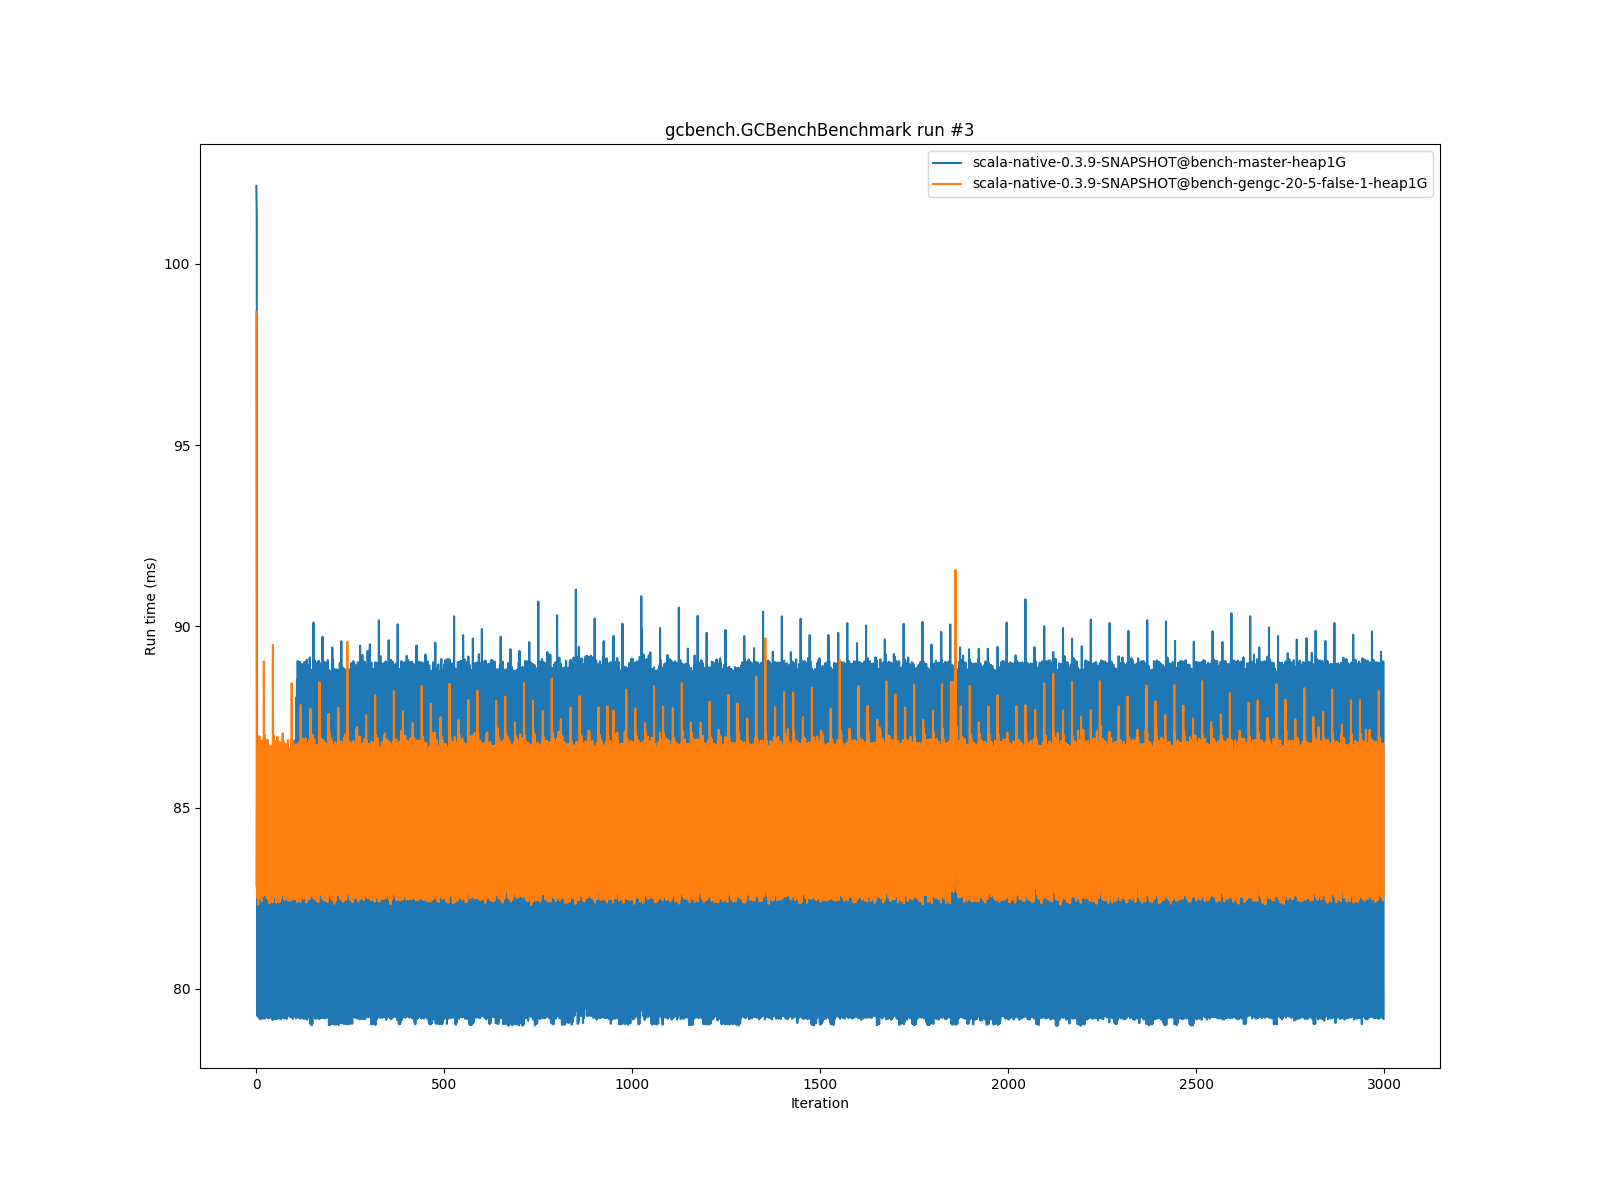 gcbench.GCBenchBenchmark run #3
scala-native-0.3.9-SNAPSHOT@bench-master-heap1G
scala-native-0.3.9-SNAPSHOT@bench-gengc-20-5-false-1-heap1G
100
95
90
85
80
Run time (ms)
0 500 1000 1500 2000 2500 3000
Iteration